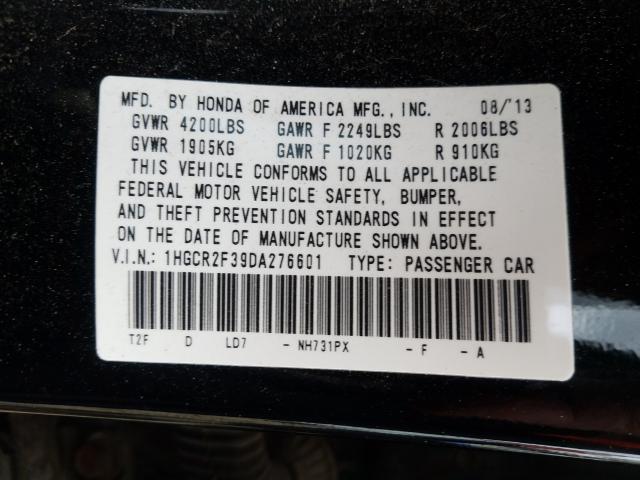 MFD. BY HONDA OF AMERICA MFG., INC. 08/'13
GVWR 4200LBS GAWR F 2249LBS R 2006LBS
GVWR 1905KG GAWR F 1020KG R 910KG
THIS VEHICLE CONFORMS TO ALL APPLICABLE
FEDERAL MOTOR VEHICLE SAFETY, BUMPER,
AND THEFT PREVENTION STANDARDS IN EFFECT
ON THE DATE OF MANUFACTURE SHOWN ABOVE.
V.I.N.: 1HGCR2F39DA276601 TYPE: PASSENGER CAR
T2F D LD7 - NH731PX - F - A